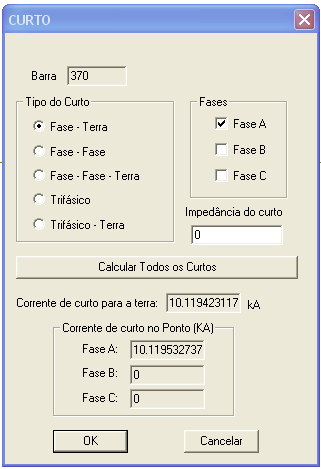 CURTO
Barra 370
Tipo do Curto
Fase - Terra
Fase - Fase
Fase - Fase - Terra
Trifásico
Trifásico - Terra
Fases
Fase A
Fase B
Fase C
Impedância do curto
0
Calcular Todos os Curtos
Corrente de curto para a terra: 10.119423117 kA
Corrente de curto no Ponto (KA)
Fase A: 10.119532737
Fase B: 0
Fase C: 0
OK Cancelar